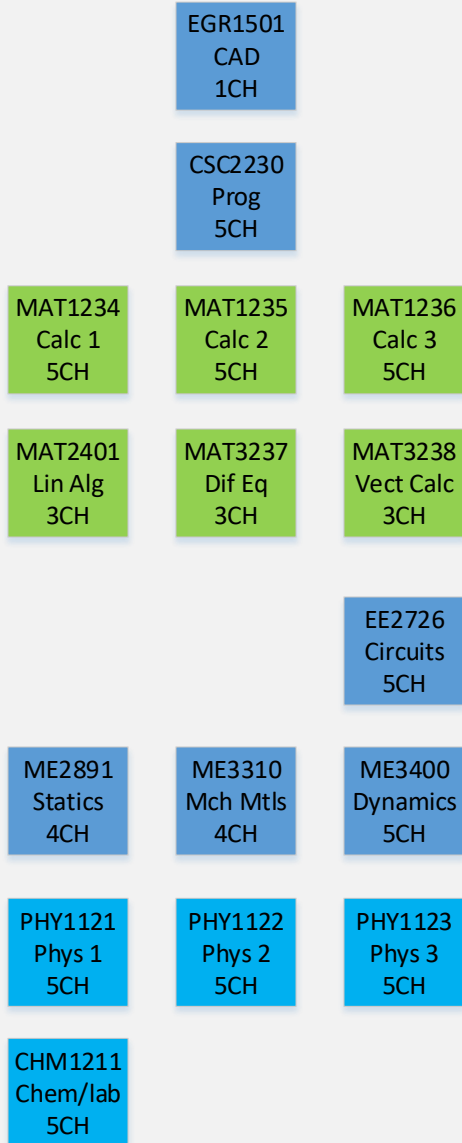 EGR1501
CAD
1CH
CSC2230
Prog
5CH
MAT1234
Calc 1
5CH
MAT1235
Calc 2
5CH
MAT1236
Calc 3
5CH
MAT2401
Lin Alg
3CH
MAT3237
Dif Eq
3CH
MAT3238
Vect Calc
3CH
EE2726
Circuits
5CH
ME2891
Statics
4CH
ME3310
Mch Mtls
4CH
ME3400
Dynamics
5CH
PHY1121
Phys 1
5CH
PHY1122
Phys 2
5CH
PHY1123
Phys 3
5CH
CHM1211
Chem/lab
5CH